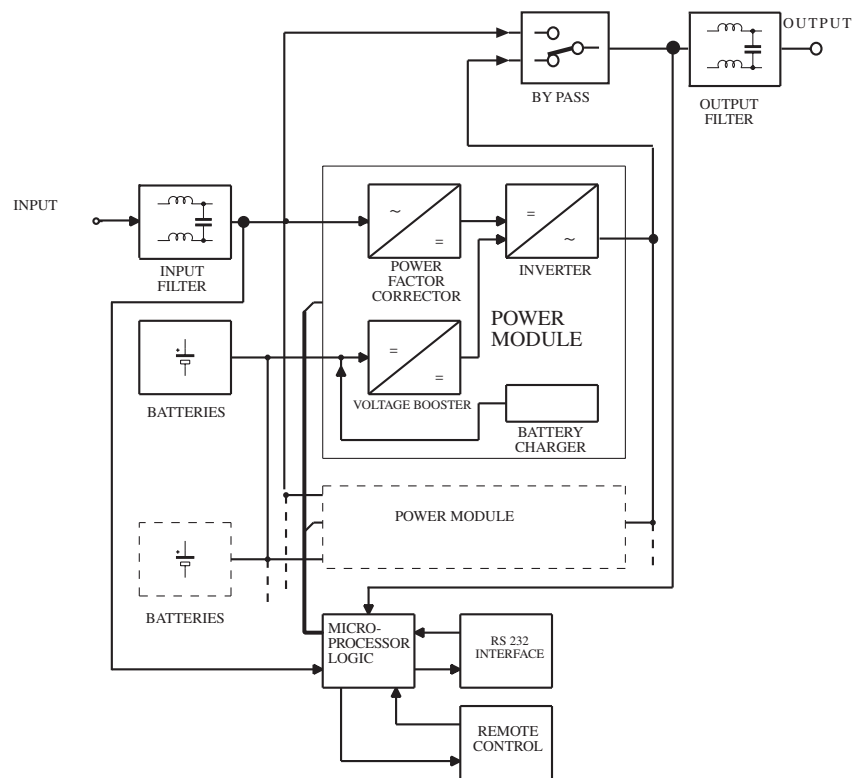 OUTPUT
BY PASS
OUTPUT
FILTER
INPUT
~
=
=
~
INPUT
FILTER
POWER
FACTOR
CORRECTOR
INVERTER
POWER
MODULE
+
=
=
BATTERIES
VOLTAGE BOOSTER
BATTERY
CHARGER
POWER MODULE
+
BATTERIES
MICRO-
PROCESSOR
LOGIC
RS 232
INTERFACE
REMOTE
CONTROL